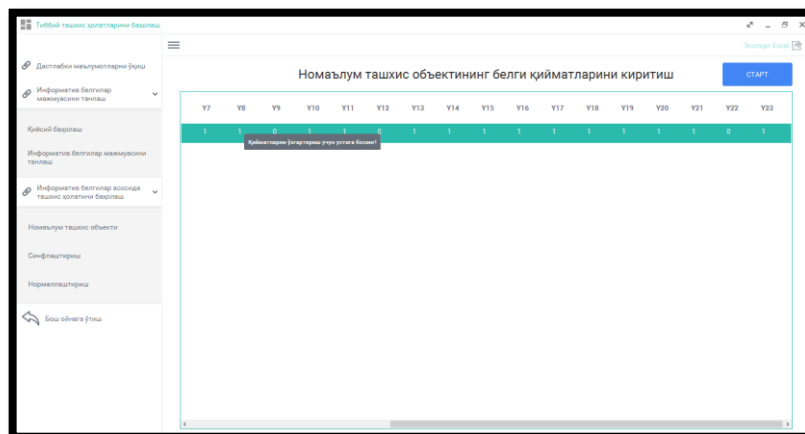 Тиббий ташхис ҳолатларини баҳолаш
Экспорт Excel
Дастлабки маълумотларни ўқиш
Информатив белгилар
мажмуасини танлаш
Қиёсий баҳолаш
Информатив белгилар мажмуасини
танлаш
Информатив белгилар асосида
ташхис ҳолатини баҳолаш
Номаълум ташхис объекти
Синфлаштириш
Нормаллаштириш
Бош ойнага ўтиш
Номаълум ташхис объектининг белги қийматларини киритиш
СТАРТ
Y7 Y8 Y9 Y10 Y11 Y12 Y13 Y14 Y15 Y16 Y17 Y18 Y19 Y20 Y21 Y22 Y23
1 1 0 1 1 0 1 1 1 1 1 1 1 1 1 0 1
Қийматларни ўзгартириш учун устига босинг!